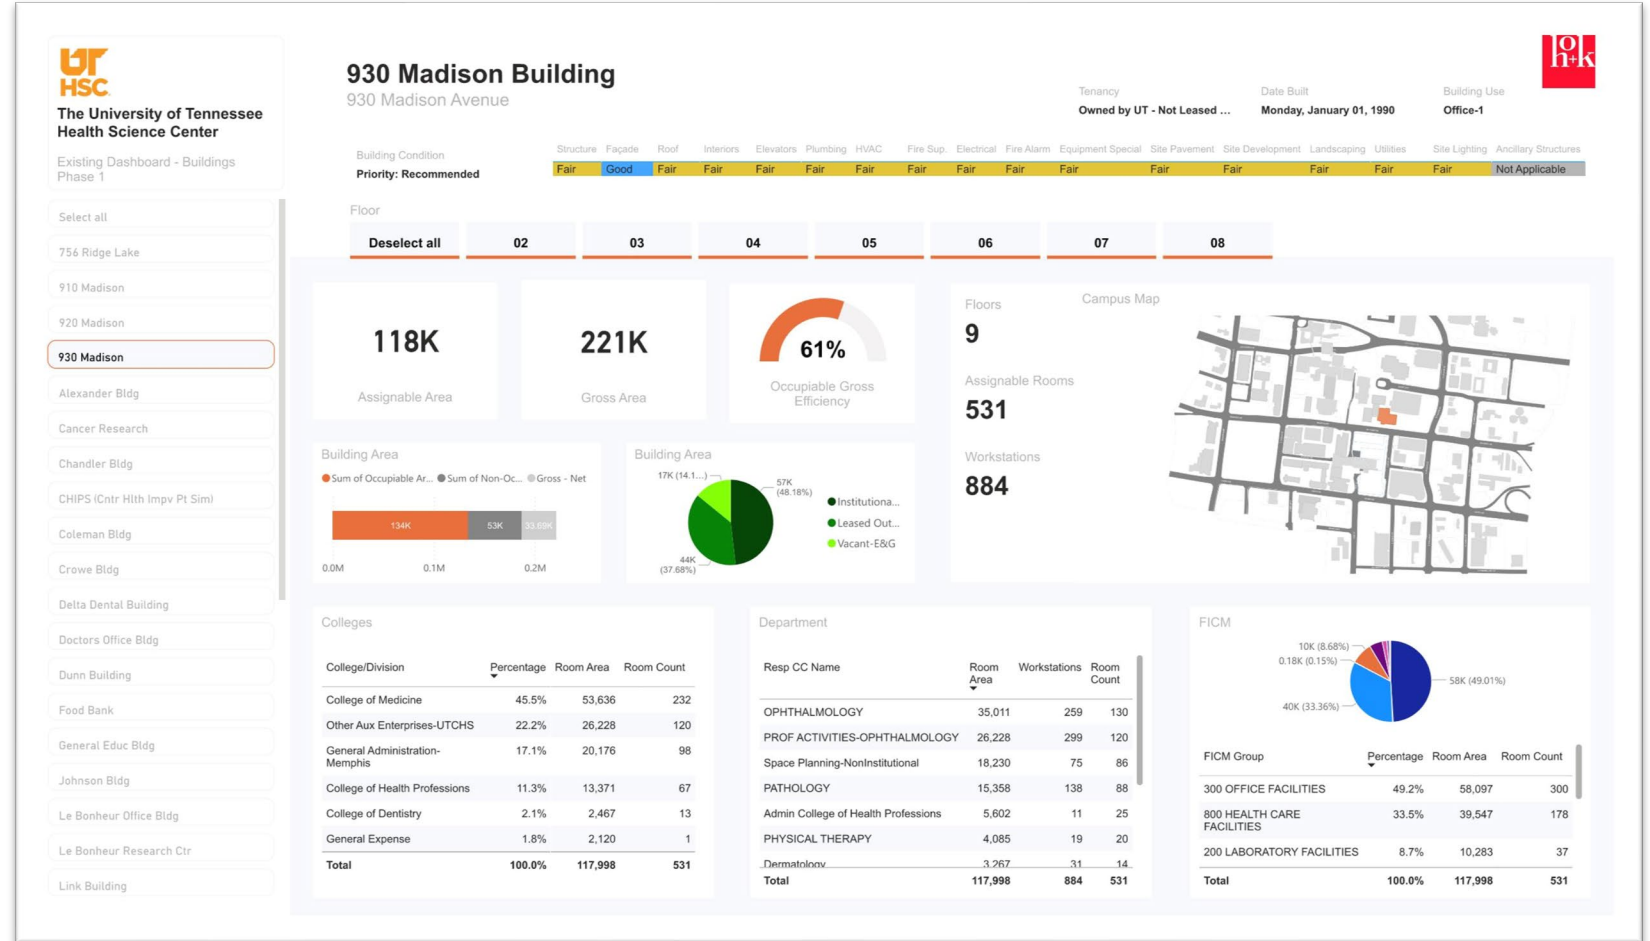 UT
HSC
The University of Tennessee
Health Science Center
Existing Dashboard - Buildings
Phase 1
Select all
756 Ridge Lake
910 Madison
920 Madison
930 Madison
Alexander Bldg
Cancer Research
Chandler Bldg
CHIPS (Cntr Hlth Impv Pt Sim)
Coleman Bldg
Crowe Bldg
Delta Dental Building
Doctors Office Bldg
Dunn Building
Food Bank
General Educ Bldg
Johnson Bldg
Le Bonheur Office Bldg
Le Bonheur Research Ctr
Link Building
930 Madison Building
930 Madison Avenue
Tenancy Date Built Building Use
Owned by UT - Not Leased ... Monday, January 01, 1990 Office-1
ho+k
Building Condition
Priority: Recommended
Structure Façade Roof Interiors Elevators Plumbing HVAC Fire Sup. Electrical Fire Alarm Equipment Special Site Pavement Site Development Landscaping Utilities Site Lighting Ancillary Structures
Fair Good Fair Fair Fair Fair Fair Fair Fair Fair Fair Fair Fair Fair Fair Fair Not Applicable
Floor
Deselect all 02 03 04 05 06 07 08
118K
Assignable Area
221K
Gross Area
61%
Occupiable Gross
Efficiency
Floors
9
Assignable Rooms
531
Workstations
884
Campus Map
Building Area
Sum of Occupiable Ar... Sum of Non-Oc... Gross - Net
134K 53K 33.69K
0.0M 0.1M 0.2M
Building Area
17K (14.1...)
57K
(48.18%)
44K
(37.68%)
Institutiona...
Leased Out...
Vacant-E&G
Colleges
College/Division Percentage Room Area Room Count
College of Medicine 45.5% 53,636 232
Other Aux Enterprises-UTCHS 22.2% 26,228 120
General Administration-
Memphis 17.1% 20,176 98
College of Health Professions 11.3% 13,371 67
College of Dentistry 2.1% 2,467 13
General Expense 1.8% 2,120 1
Total 100.0% 117,998 531
Department
Resp CC Name Room Area Workstations Room Count
OPHTHALMOLOGY 35,011 259 130
PROF ACTIVITIES-OPHTHALMOLOGY 26,228 299 120
Space Planning-NonInstitutional 18,230 75 86
PATHOLOGY 15,358 138 88
Admin College of Health Professions 5,602 11 25
PHYSICAL THERAPY 4,085 19 20
Dermatology 3,267 31 14
Total 117,998 884 531
FICM
10K (8.68%)
0.18K (0.15%)
58K (49.01%)
40K (33.36%)
FICM Group Percentage Room Area Room Count
300 OFFICE FACILITIES 49.2% 58,097 300
800 HEALTH CARE
FACILITIES 33.5% 39,547 178
200 LABORATORY FACILITIES 8.7% 10,283 37
Total 100.0% 117,998 531